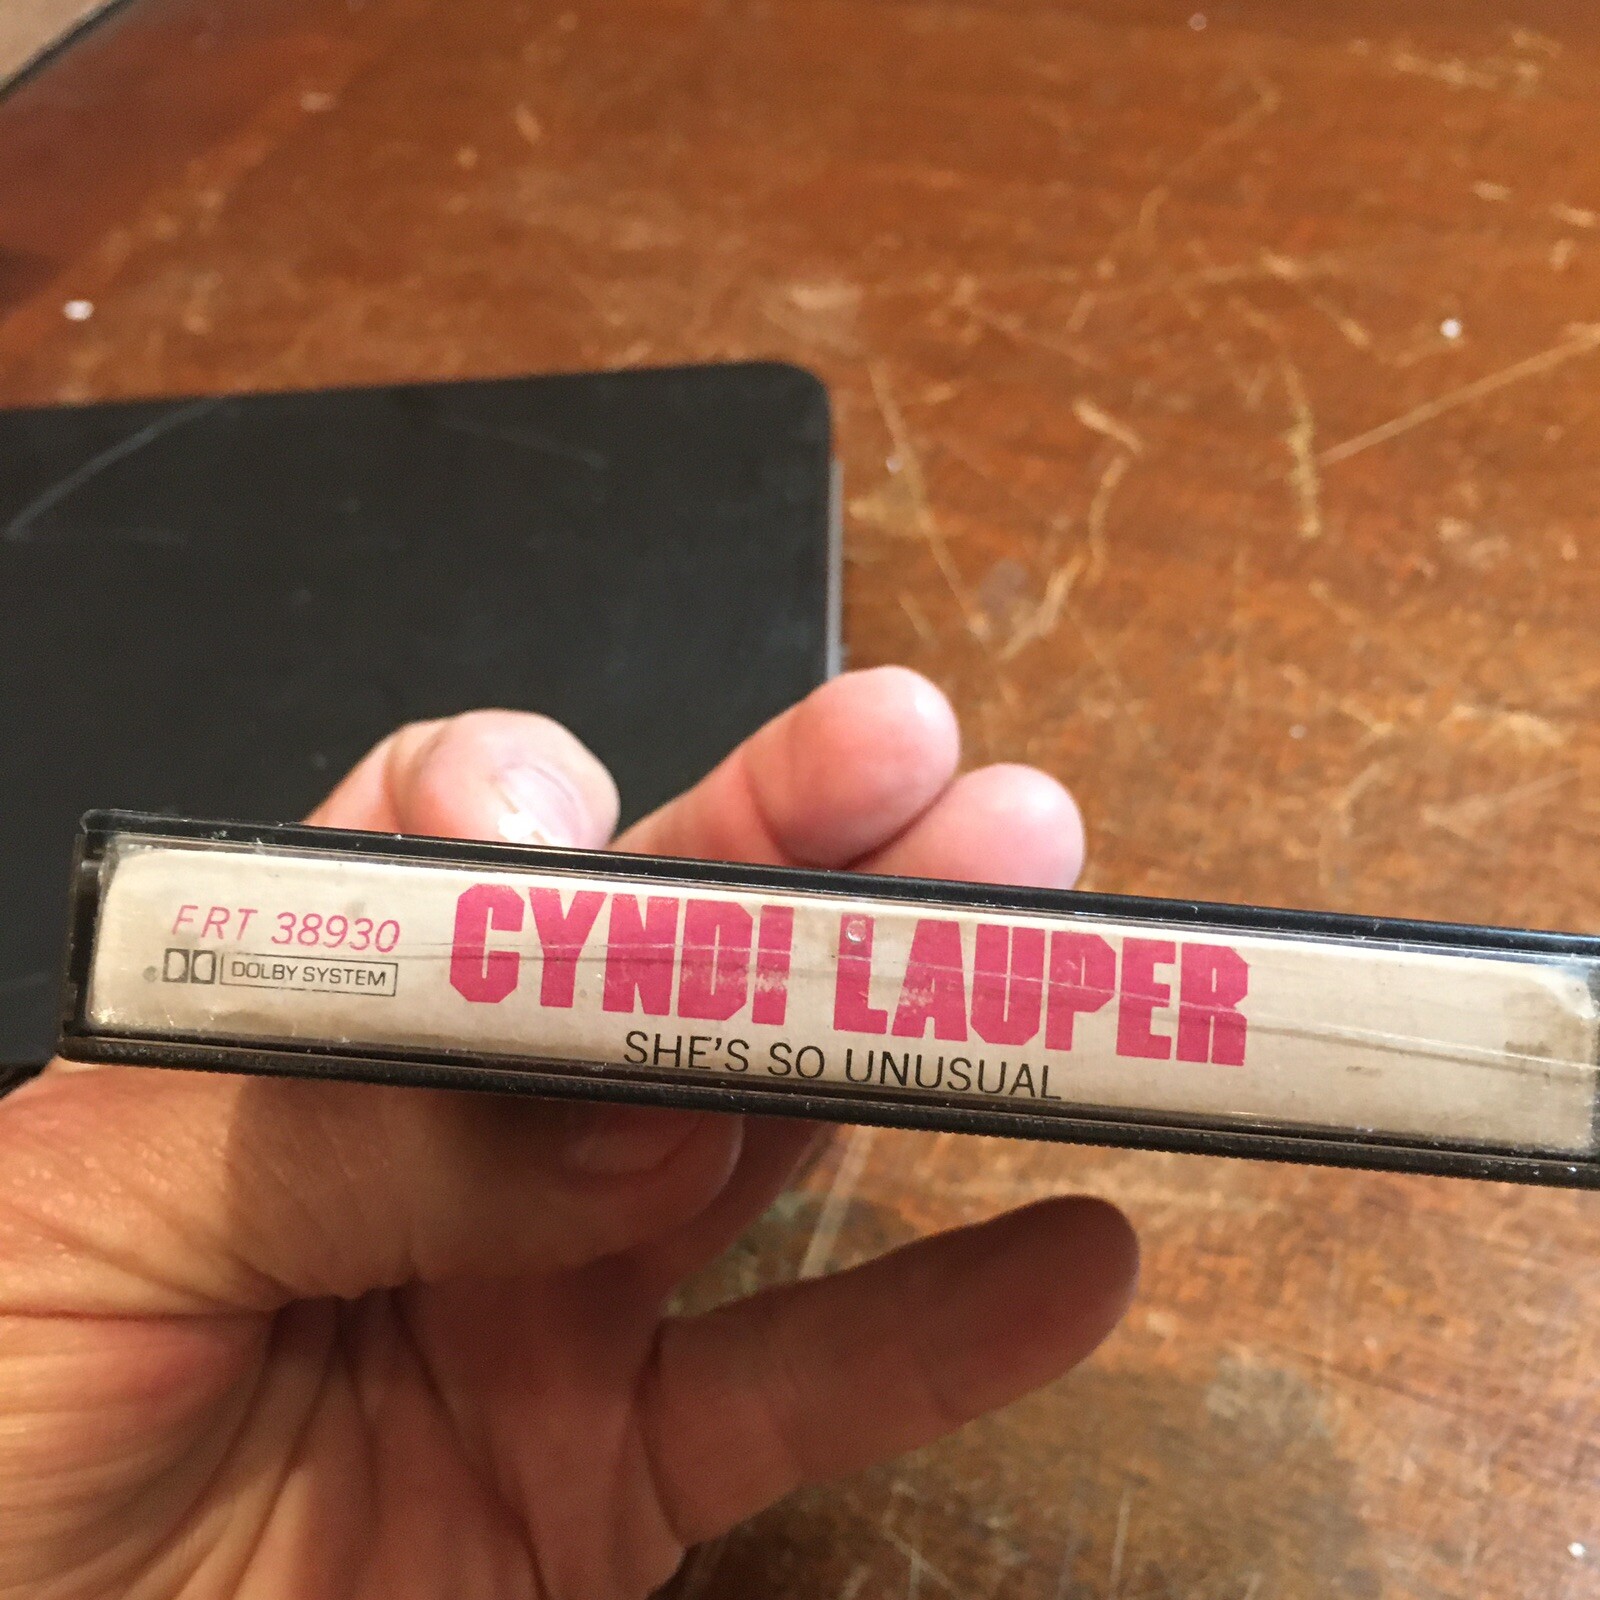 FRT 38930
DOLBY SYSTEM
CYNDI LAUPER
SHE'S SO UNUSUAL